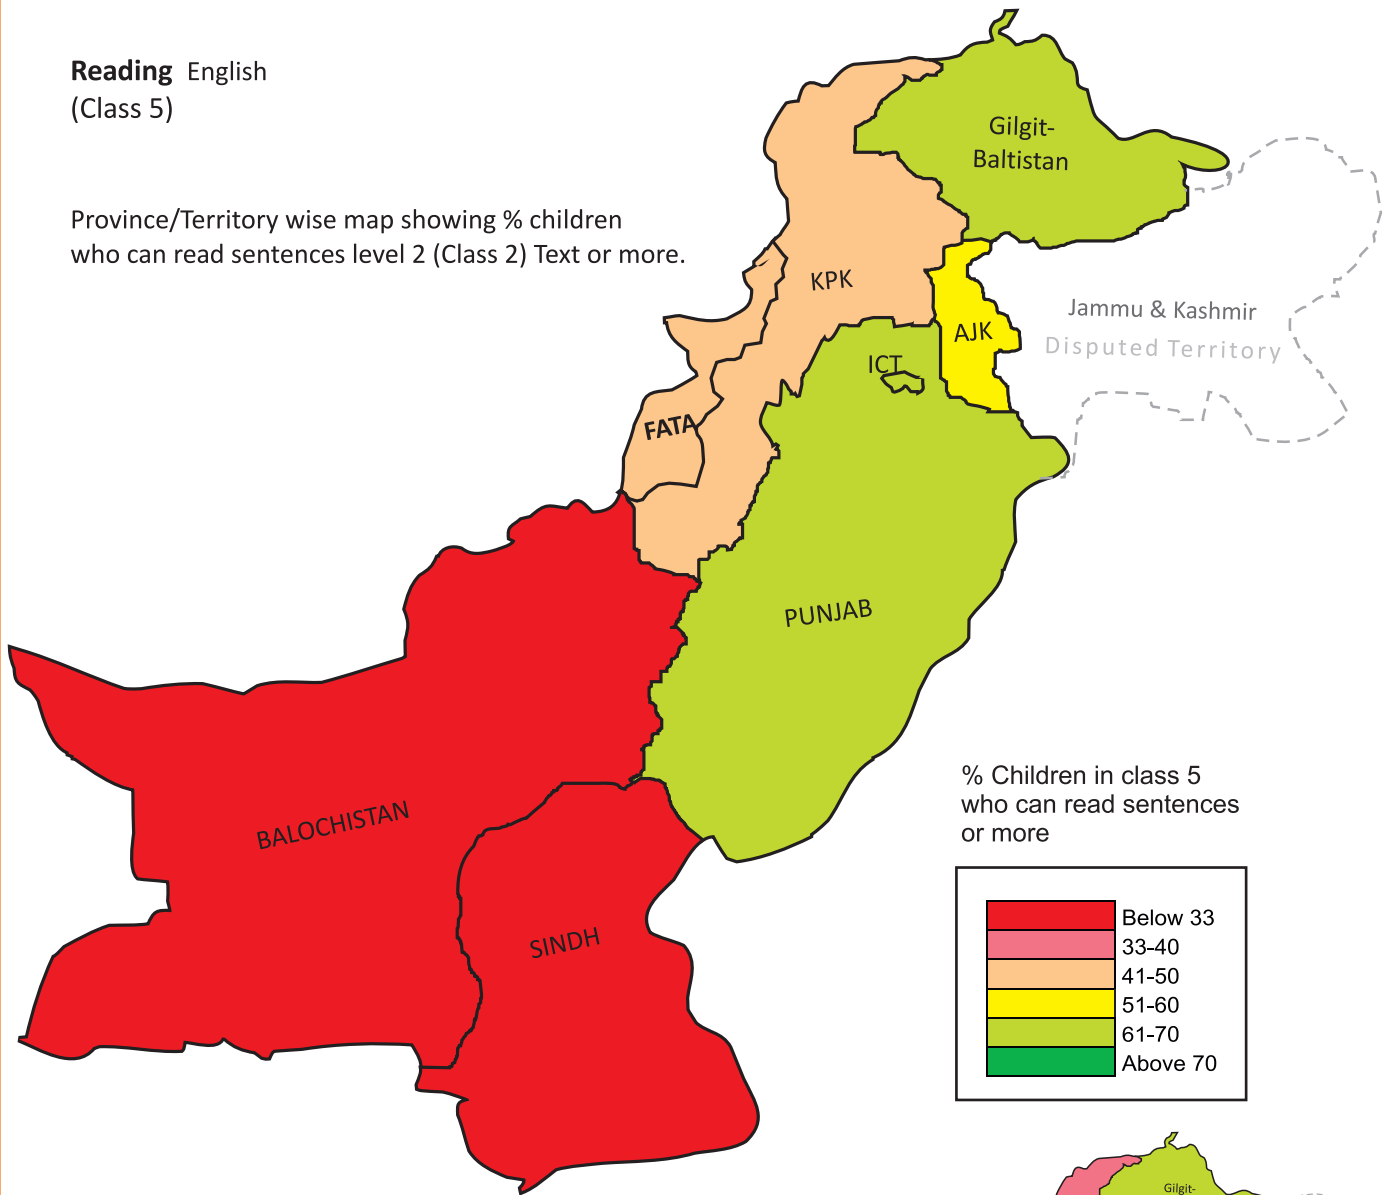 Reading English
(Class 5)
Province/Territory wise map showing % children
who can read sentences level 2 (Class 2) Text or more.
Gilgit-
Baltistan
KPK
Jammu & Kashmir
AJK
Disputed Territory
ICT
FATA
PUNJAB
BALOCHISTAN
SINDH
% Children in class 5
who can read sentences
or more
Below 33
33-40
41-50
51-60
61-70
Above 70
Gilgit-